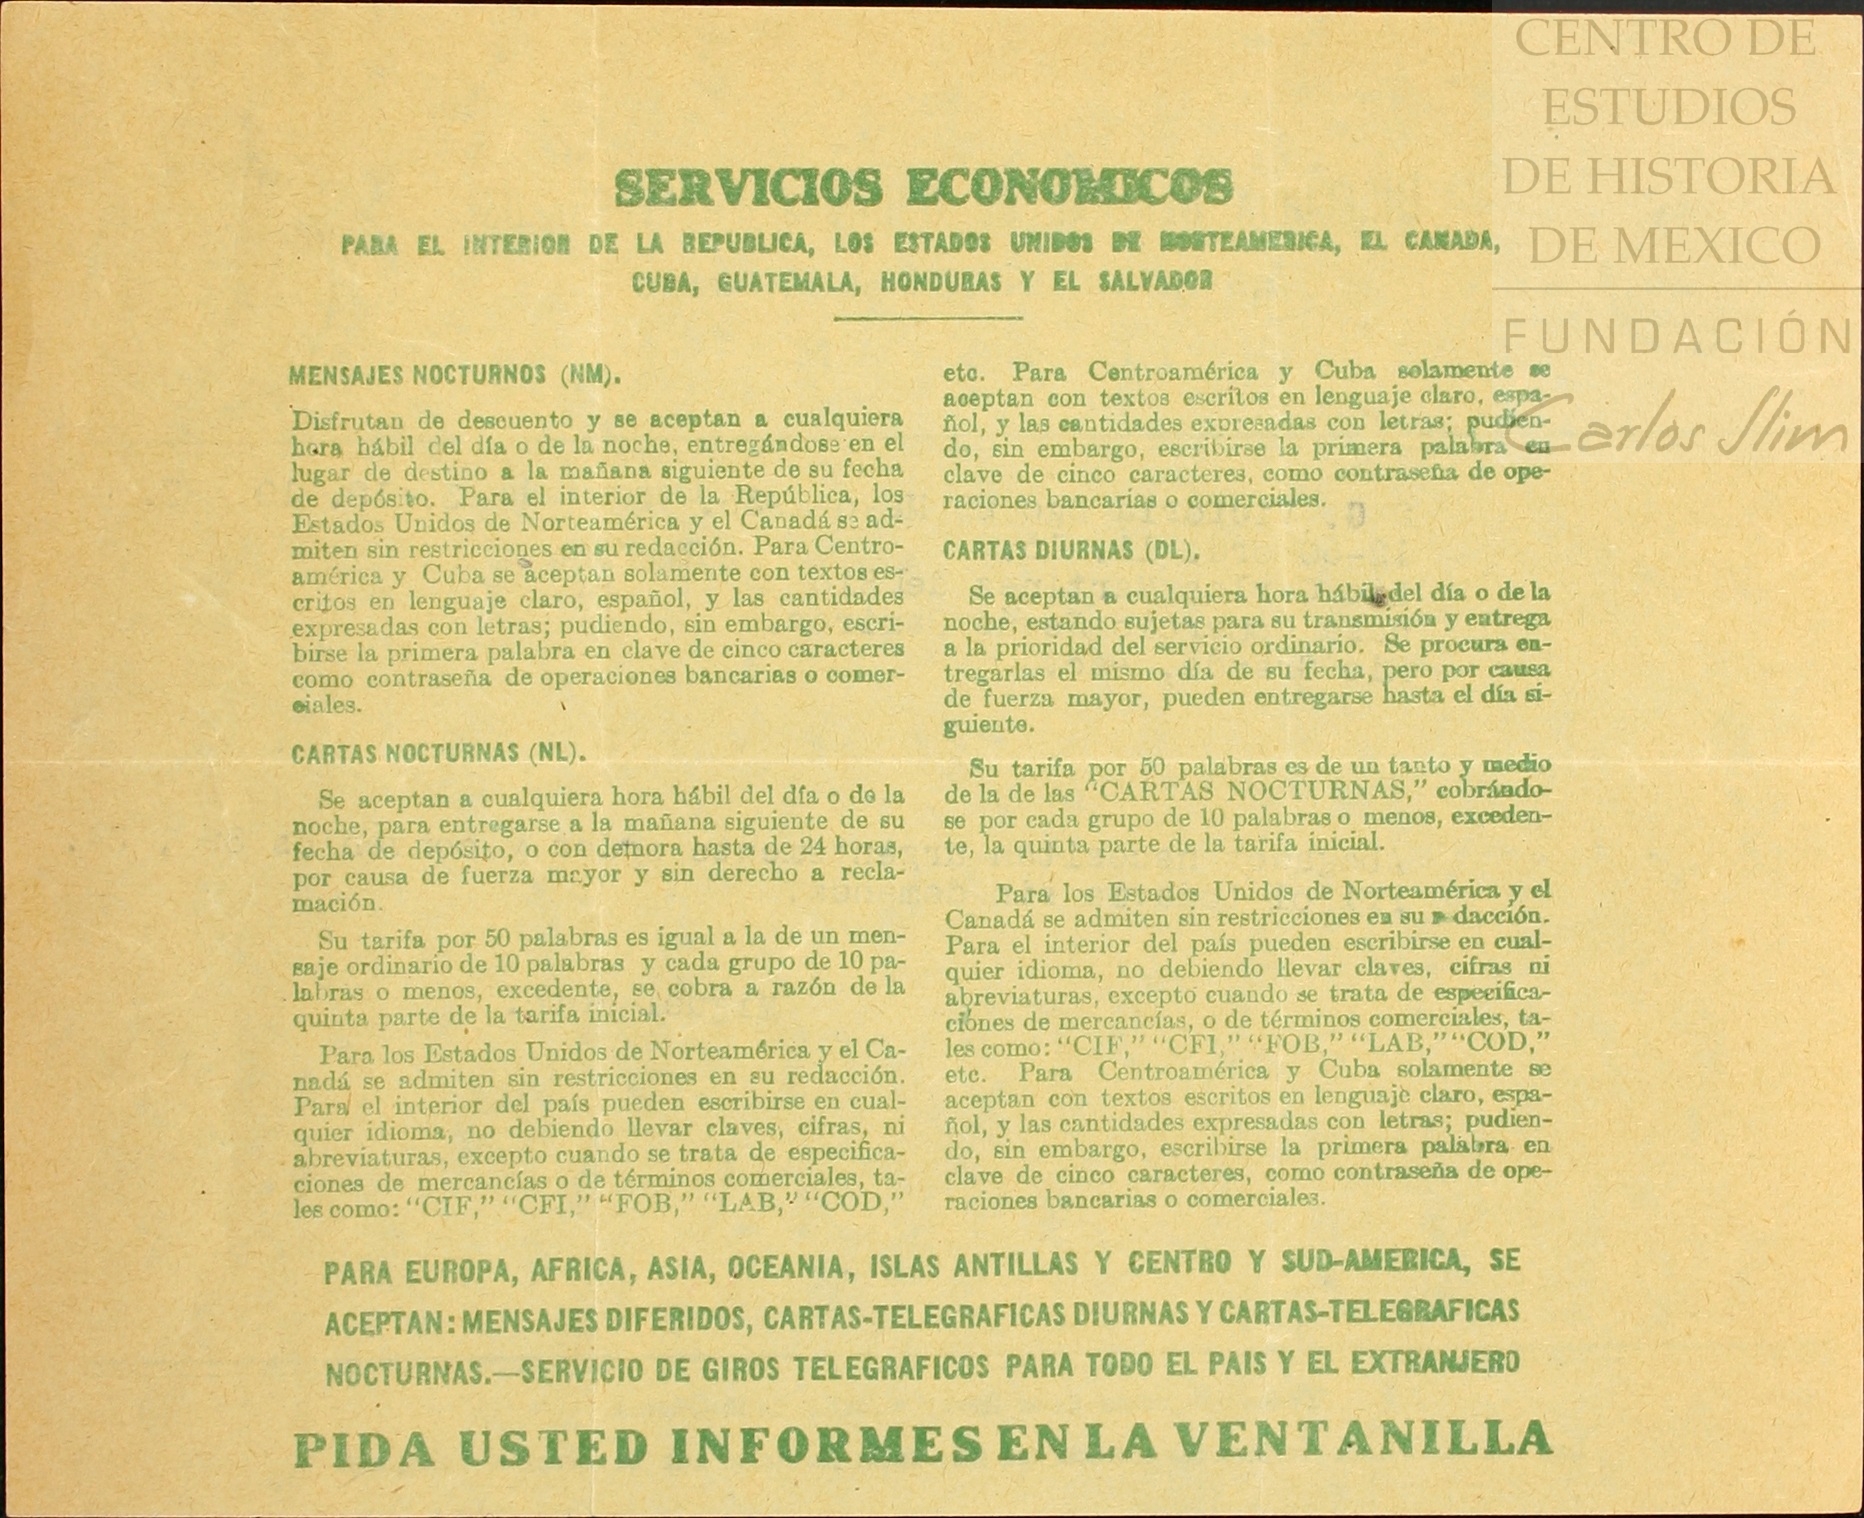 CENTRO DE
ESTUDIOS
DE HISTORIA
DE MEXICO
FUNDACIÓN
Carlos Slim
SERVICIOS ECONOMICOS
PARA EL INTERIOR DE LA REPUBLICA, LOS ESTADOS UNIDOS DE NORTEAMERICA, EL CANADA,
CUBA, GUATEMALA, HONDURAS Y EL SALVADOR
MENSAJES NOCTURNOS (NM).
Disfrutan de descuento y se aceptan a cualquiera
hora hábil del día o de la noche, entregándose en el
lugar de destino a la mañana siguiente de su fecha
de depósito. Para el interior de la República, los
Estados Unidos de Norteamérica y el Canadá se ad-
miten sin restricciones en su redacción. Para Centro-
américa y Cuba se aceptan solamente con textos es-
critos en lenguaje claro, español, y las cantidades
expresadas con letras; pudiendo, sin embargo, escri-
birse la primera palabra en clave de cinco caracteres
como contraseña de operaciones bancarias o comer-
ciales.
CARTAS NOCTURNAS (NL).
Se aceptan a cualquiera hora hábil del día o de la
noche, para entregarse a la mañana siguiente de su
fecha de depósito, o con demora hasta de 24 horas,
por causa de fuerza mayor y sin derecho a recla-
mación.
Su tarifa por 50 palabras es igual a la de un men-
saje ordinario de 10 palabras y cada grupo de 10 pa-
labras o menos, excedente, se cobra a razón de la
quinta parte de la tarifa inicial.
Para los Estados Unidos de Norteamérica y el Ca-
nadá se admiten sin restricciones en su redacción.
Para el interior del país pueden escribirse en cual-
quier idioma, no debiendo llevar claves, cifras, ni
abreviaturas, excepto cuando se trata de especifica-
ciones de mercancías o de términos comerciales, ta-
les como: "CIF," "CFI," "FOB," "LAB," "COD,"
etc. Para Centroamérica y Cuba solamente se
aceptan con textos escritos en lenguaje claro, espa-
ñol, y las cantidades expresadas con letras; pudien-
do, sin embargo, escribirse la primera palabra en
clave de cinco caracteres, como contraseña de ope-
raciones bancarias o comerciales.
CARTAS DIURNAS (DL).
Se aceptan a cualquiera hora hábil del día o de la
noche, estando sujetas para su transmisión y entrega
a la prioridad del servicio ordinario. Se procura en-
tregarlas el mismo día de su fecha, pero por causa
de fuerza mayor, pueden entregarse hasta el día si-
guiente.
Su tarifa por 50 palabras es de un tanto y medio
de la de las "CARTAS NOCTURNAS," cobrándo-
se por cada grupo de 10 palabras o menos, exceden-
te, la quinta parte de la tarifa inicial.
Para los Estados Unidos de Norteamérica y el
Canadá se admiten sin restricciones en su redacción.
Para el interior del país pueden escribirse en cual-
quier idioma, no debiendo llevar claves, cifras ni
abreviaturas, excepto cuando se trata de especifica-
ciones de mercancías, o de términos comerciales, ta-
les como: "CIF," "CFI," "FOB," "LAB," "COD,"
etc. Para Centroamérica y Cuba solamente se
aceptan con textos escritos en lenguaje claro, espa-
ñol, y las cantidades expresadas con letras; pudien-
do, sin embargo, escribirse la primera palabra en
clave de cinco caracteres, como contraseña de ope-
raciones bancarias o comerciales.
PARA EUROPA, AFRICA, ASIA, OCEANIA, ISLAS ANTILLAS Y CENTRO Y SUD-AMERICA, SE
ACEPTAN: MENSAJES DIFERIDOS, CARTAS-TELEGRAFICAS DIURNAS Y CARTAS-TELEGRAFICAS
NOCTURNAS.—SERVICIO DE GIROS TELEGRAFICOS PARA TODO EL PAIS Y EL EXTRANJERO
PIDA USTED INFORMES EN LA VENTANILLA